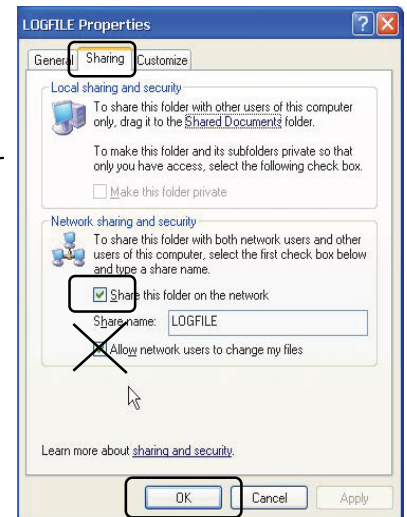 LOGFILE Properties
General Sharing Customize
Local sharing and security
To share this folder with other users of this computer
only, drag it to the Shared Documents folder.
To make this folder and its subfolders private so that
only you have access, select the following check box.
Make this folder private
Network sharing and security
To share this folder with both network users and other
users of this computer, select the first check box below
and type a share name.
Share this folder on the network
Share name: LOGFILE
Allow network users to change my files
Learn more about sharing and security.
OK Cancel Apply